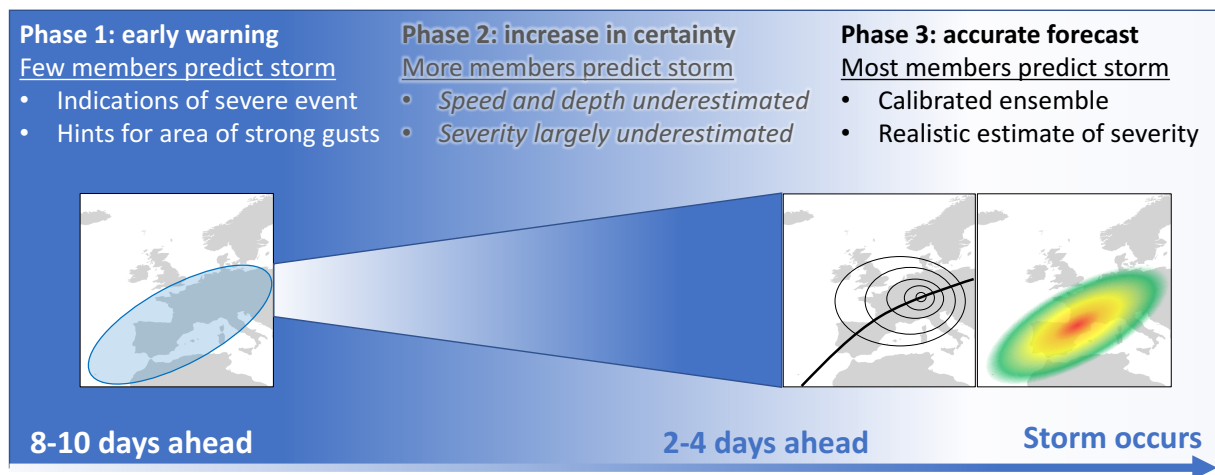 Phase 1: early warning
Few members predict storm
• Indications of severe event
• Hints for area of strong gusts
Phase 2: increase in certainty
More members predict storm
• Speed and depth underestimated
• Severity largely underestimated
Phase 3: accurate forecast
Most members predict storm
• Calibrated ensemble
• Realistic estimate of severity
8-10 days ahead
2-4 days ahead
Storm occurs